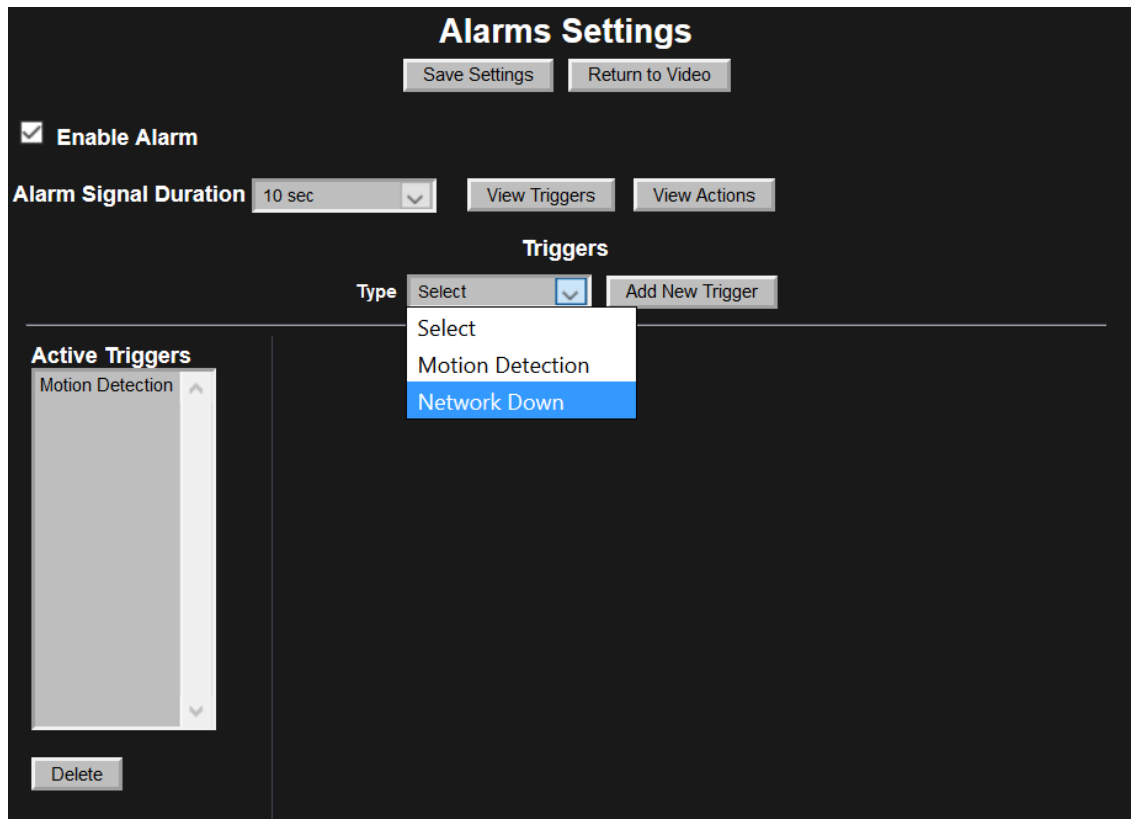 Alarms Settings
Save Settings Return to Video
Enable Alarm
Alarm Signal Duration 10 sec View Triggers View Actions
Triggers
Type Select Add New Trigger
Select
Motion Detection
Network Down
Active Triggers
Motion Detection
Delete